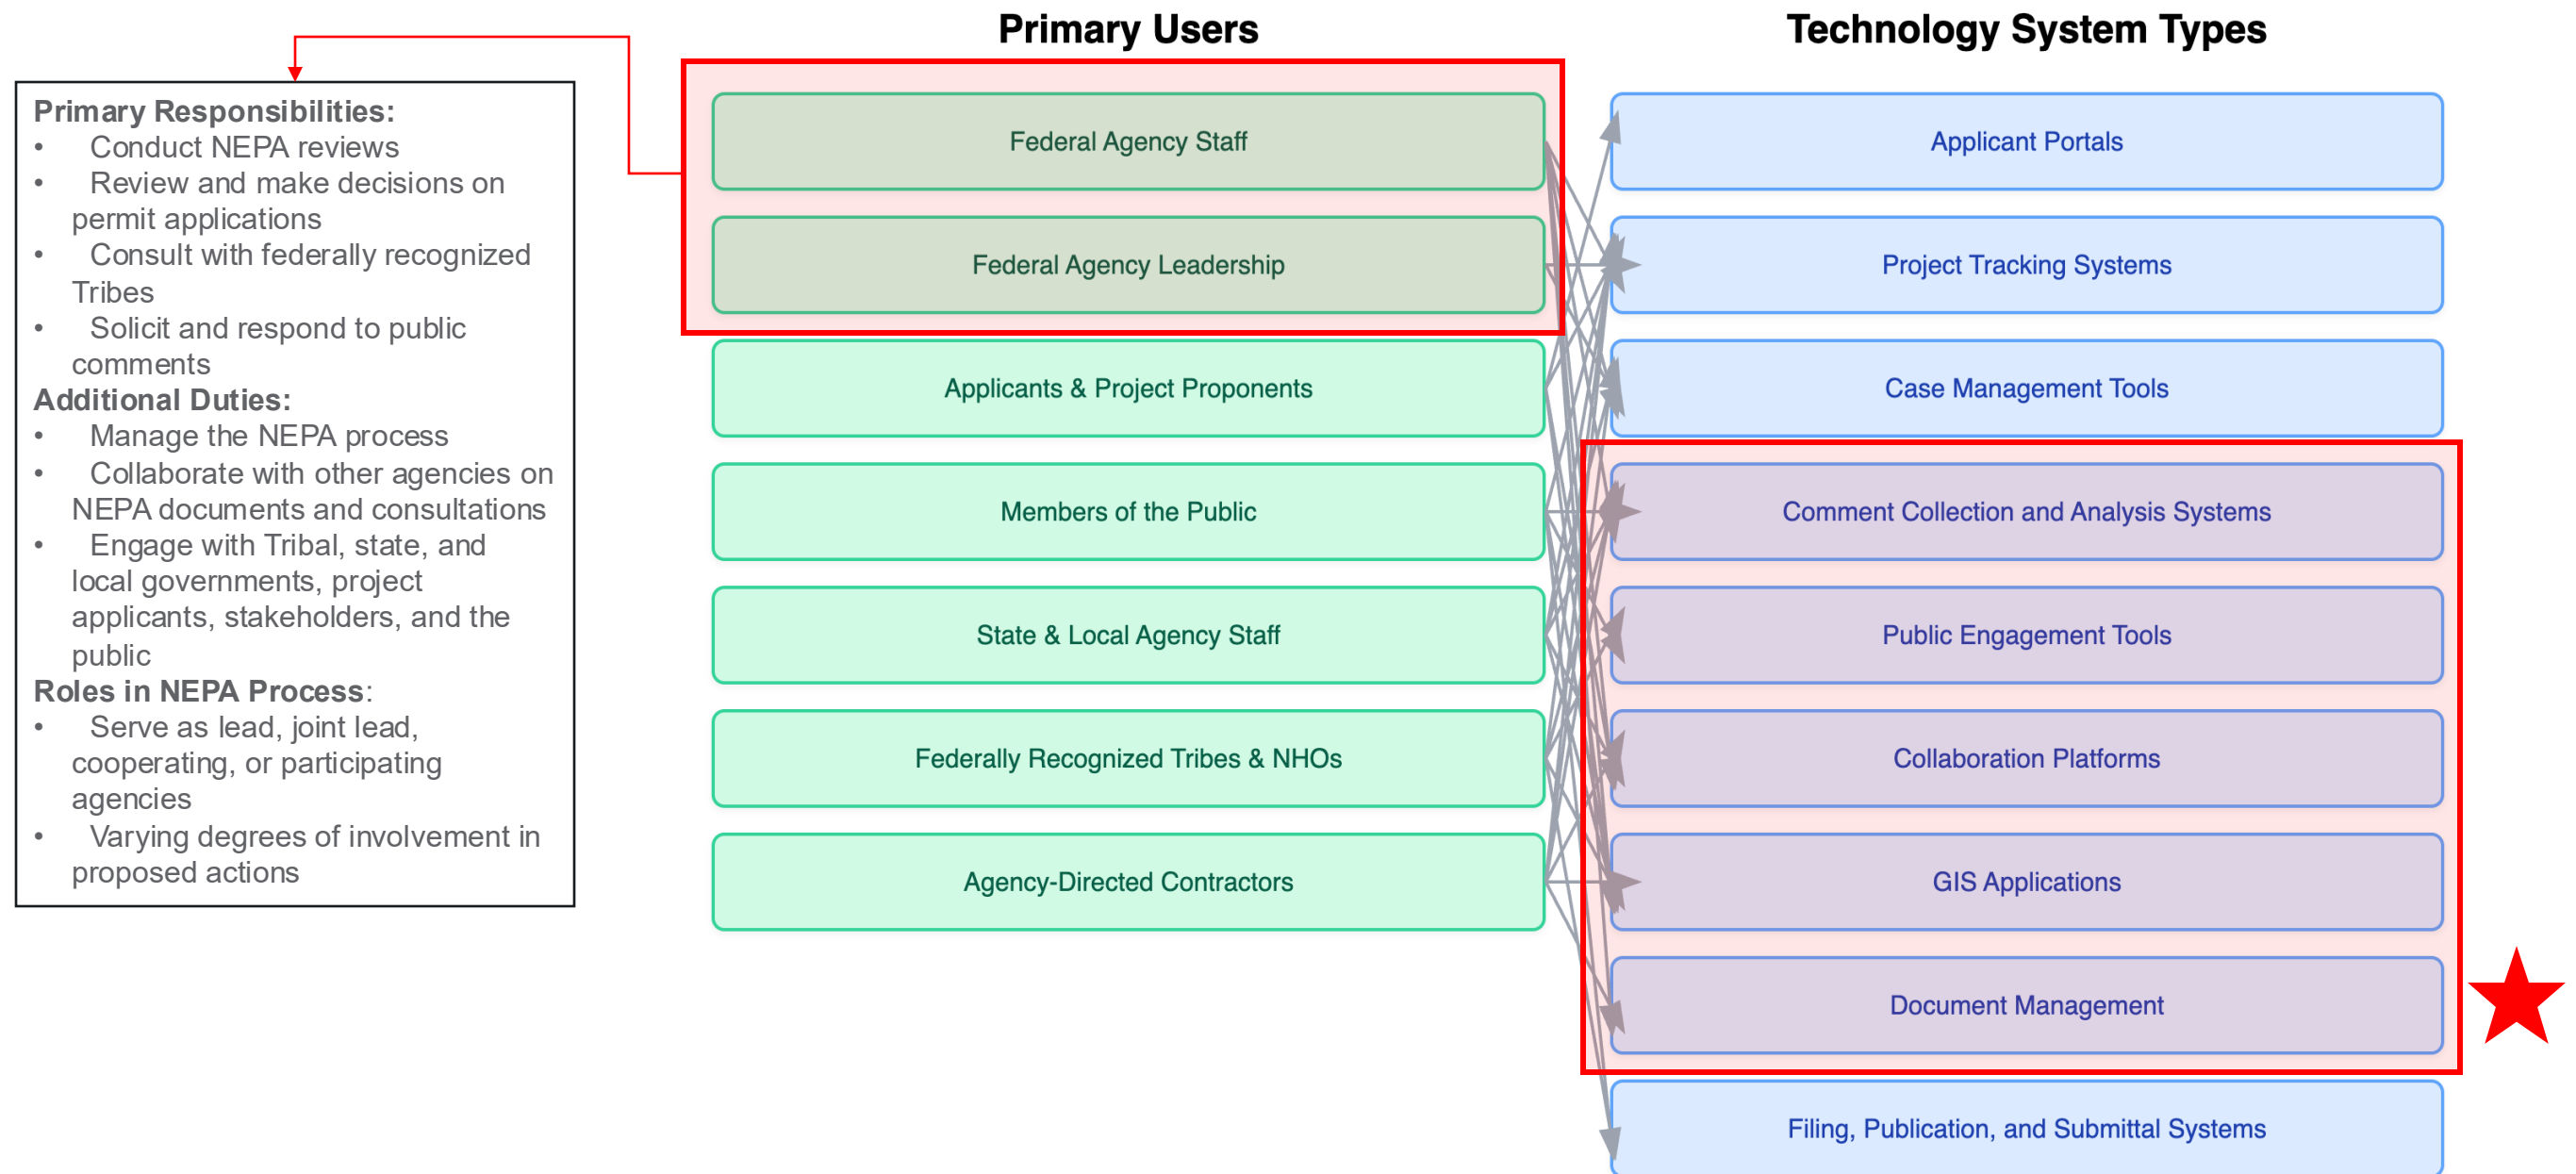 Primary Users
Technology System Types
Primary Responsibilities:
• Conduct NEPA reviews
• Review and make decisions on
permit applications
• Consult with federally recognized
Tribes
• Solicit and respond to public
comments
Additional Duties:
• Manage the NEPA process
• Collaborate with other agencies on
NEPA documents and consultations
• Engage with Tribal, state, and
local governments, project
applicants, stakeholders, and the
public
Roles in NEPA Process:
• Serve as lead, joint lead,
cooperating, or participating
agencies
• Varying degrees of involvement in
proposed actions
Federal Agency Staff
Federal Agency Leadership
Applicants & Project Proponents
Members of the Public
State & Local Agency Staff
Federally Recognized Tribes & NHOs
Agency-Directed Contractors
Applicant Portals
Project Tracking Systems
Case Management Tools
Comment Collection and Analysis Systems
Public Engagement Tools
Collaboration Platforms
GIS Applications
Document Management
Filing, Publication, and Submittal Systems